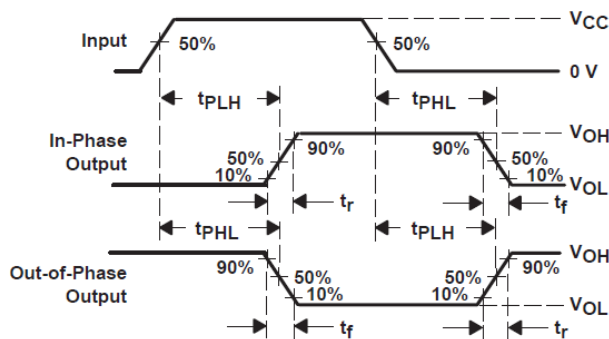 Input 50% 50% VCC
0 V
tPLH tPHL
In-Phase Output 50% 10% 90% 90% 50% 10% VOH
VOL
tr tf
tPHL tPLH
Out-of-Phase Output 90% 50% 10% 50% 10% 90% VOH
VOL
tf tr